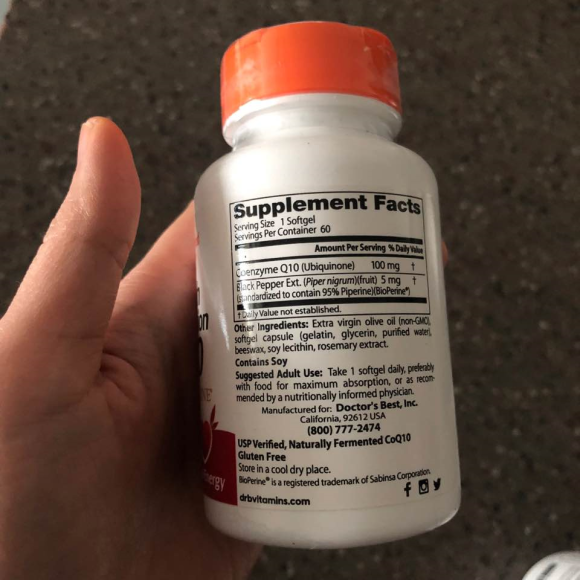 Supplement Facts
Serving Size 1 Softgel
Servings Per Container 60
Amount Per Serving % Daily Value
Coenzyme Q10 (Ubiquinone) 100 mg †
Black Pepper Ext. (Piper nigrum)(fruit) 5 mg †
(standardized to contain 95% Piperine)(BioPerine®)
† Daily Value not established.
Other Ingredients: Extra virgin olive oil (non-GMO),
softgel capsule (gelatin, glycerin, purified water),
beeswax, soy lecithin, rosemary extract.
Contains Soy
Suggested Adult Use: Take 1 softgel daily, preferably
with food for maximum absorption, or as recom-
mended by a nutritionally informed physician.
Manufactured for: Doctor's Best, Inc.
California, 92612 USA
(800) 777-2474
USP Verified, Naturally Fermented CoQ10
Gluten Free
Store in a cool dry place.
BioPerine® is a registered trademark of Sabinsa Corporation.
drbvitamins.com